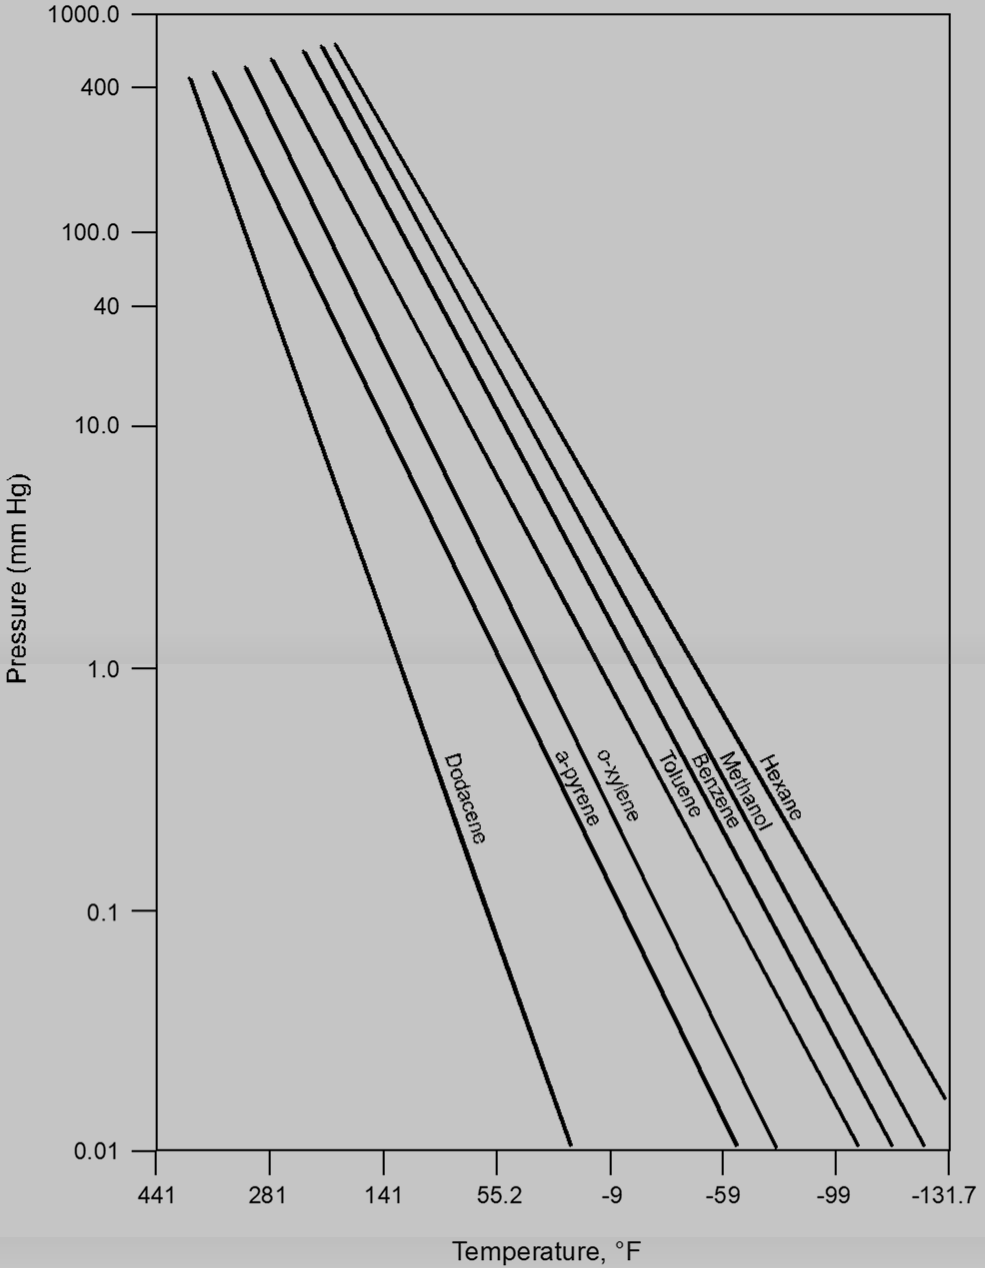 1000.0
400
100.0
40
10.0
1.0
0.1
0.01
Pressure (mm Hg)
Dodacene
a-pyrene
o-xylene
Toluene
Benzene
Methanol
Hexane
441 281 141 55.2 -9 -59 -99 -131.7
Temperature, °F